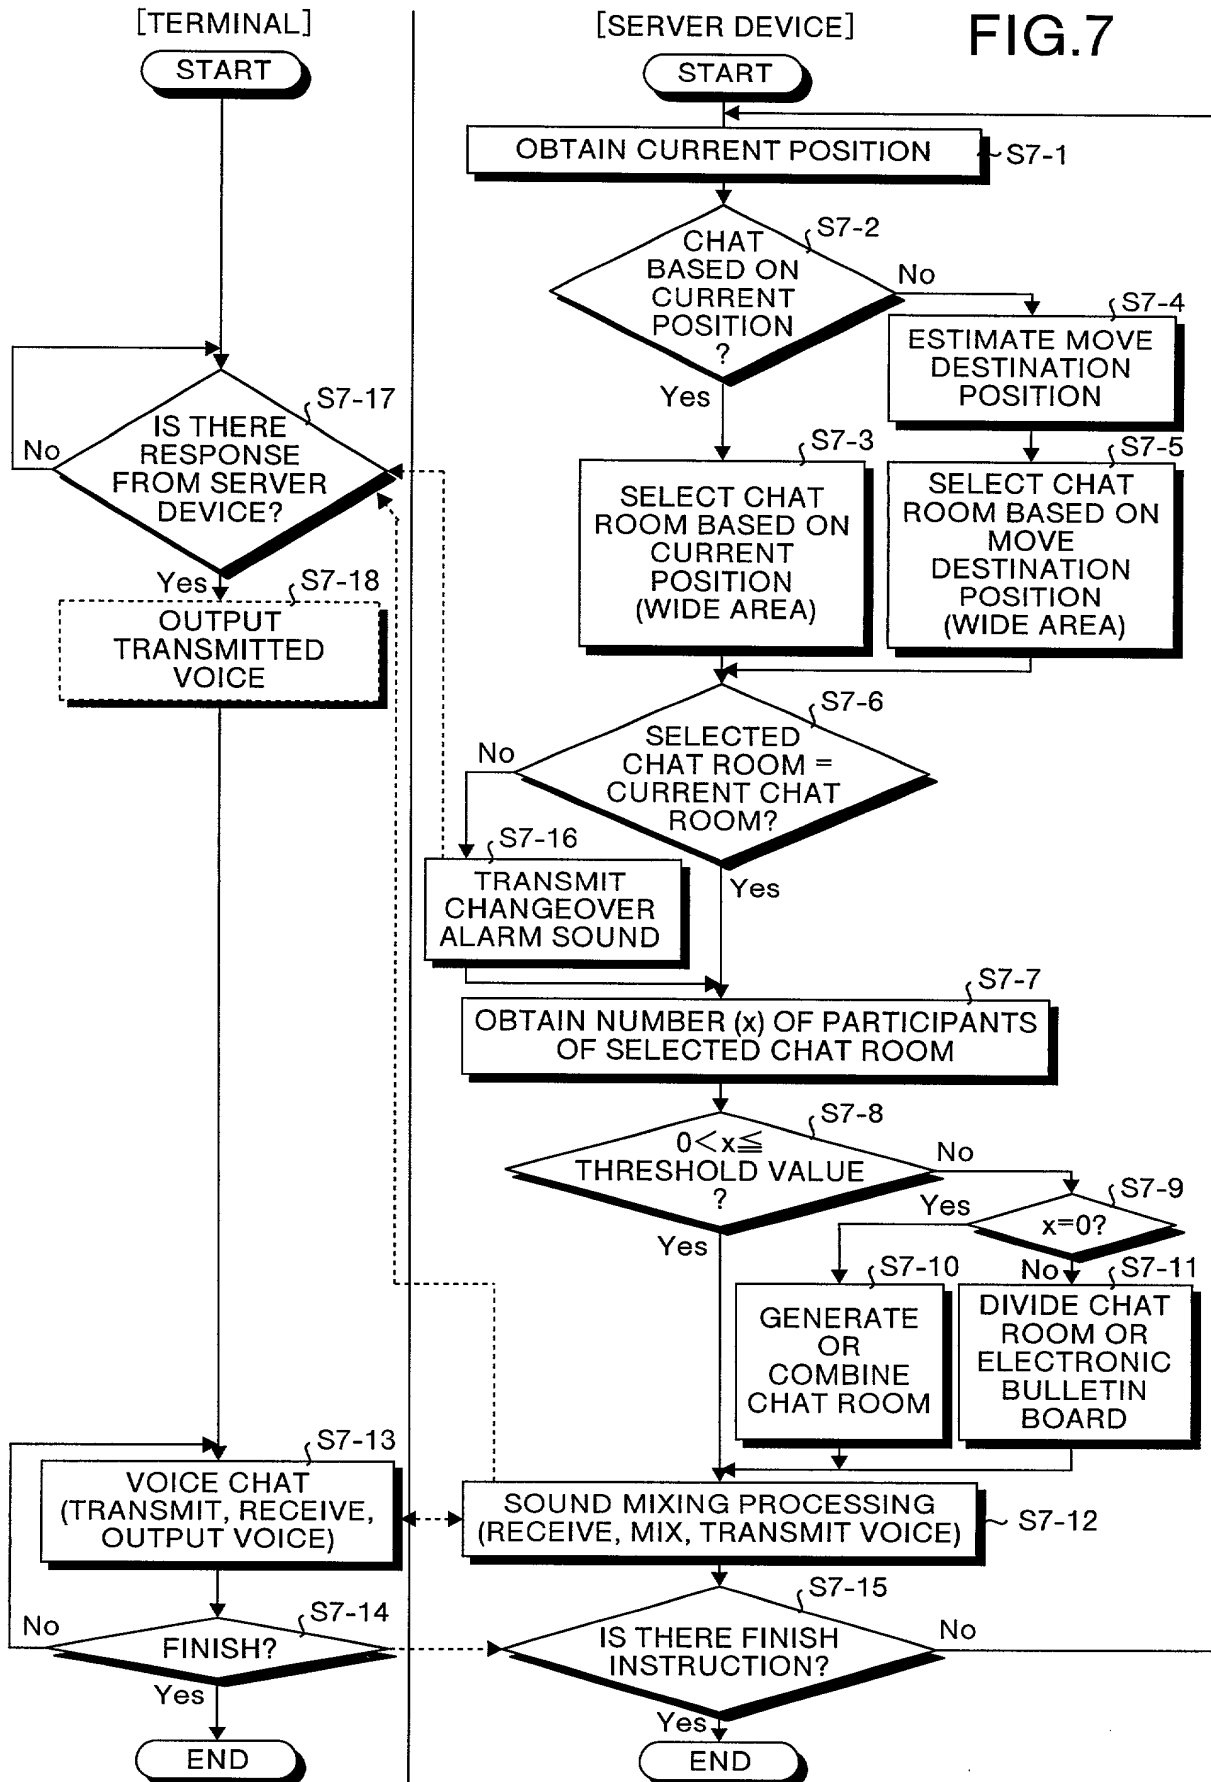 [TERMINAL]
START
S7-17
IS THERE
RESPONSE
FROM SERVER
DEVICE?
No
Yes
S7-18
OUTPUT
TRANSMITTED
VOICE
S7-13
VOICE CHAT
(TRANSMIT, RECEIVE,
OUTPUT VOICE)
S7-14
FINISH?
No
Yes
END
[SERVER DEVICE]
FIG.7
START
OBTAIN CURRENT POSITION
S7-1
S7-2
CHAT
BASED ON
CURRENT
POSITION
?
No
Yes
S7-4
ESTIMATE MOVE
DESTINATION
POSITION
S7-3
SELECT CHAT
ROOM BASED ON
CURRENT
POSITION
(WIDE AREA)
S7-5
SELECT CHAT
ROOM BASED ON
MOVE
DESTINATION
POSITION
(WIDE AREA)
S7-6
SELECTED
CHAT ROOM =
CURRENT CHAT
ROOM?
No
Yes
S7-16
TRANSMIT
CHANGEOVER
ALARM SOUND
S7-7
OBTAIN NUMBER (x) OF PARTICIPANTS
OF SELECTED CHAT ROOM
S7-8
0<x≦
THRESHOLD VALUE
?
No
Yes
S7-9
x=0?
Yes
No
S7-10
GENERATE
OR
COMBINE
CHAT ROOM
S7-11
DIVIDE CHAT
ROOM OR
ELECTRONIC
BULLETIN
BOARD
SOUND MIXING PROCESSING
(RECEIVE, MIX, TRANSMIT VOICE)
S7-12
S7-15
IS THERE FINISH
INSTRUCTION?
No
Yes
END